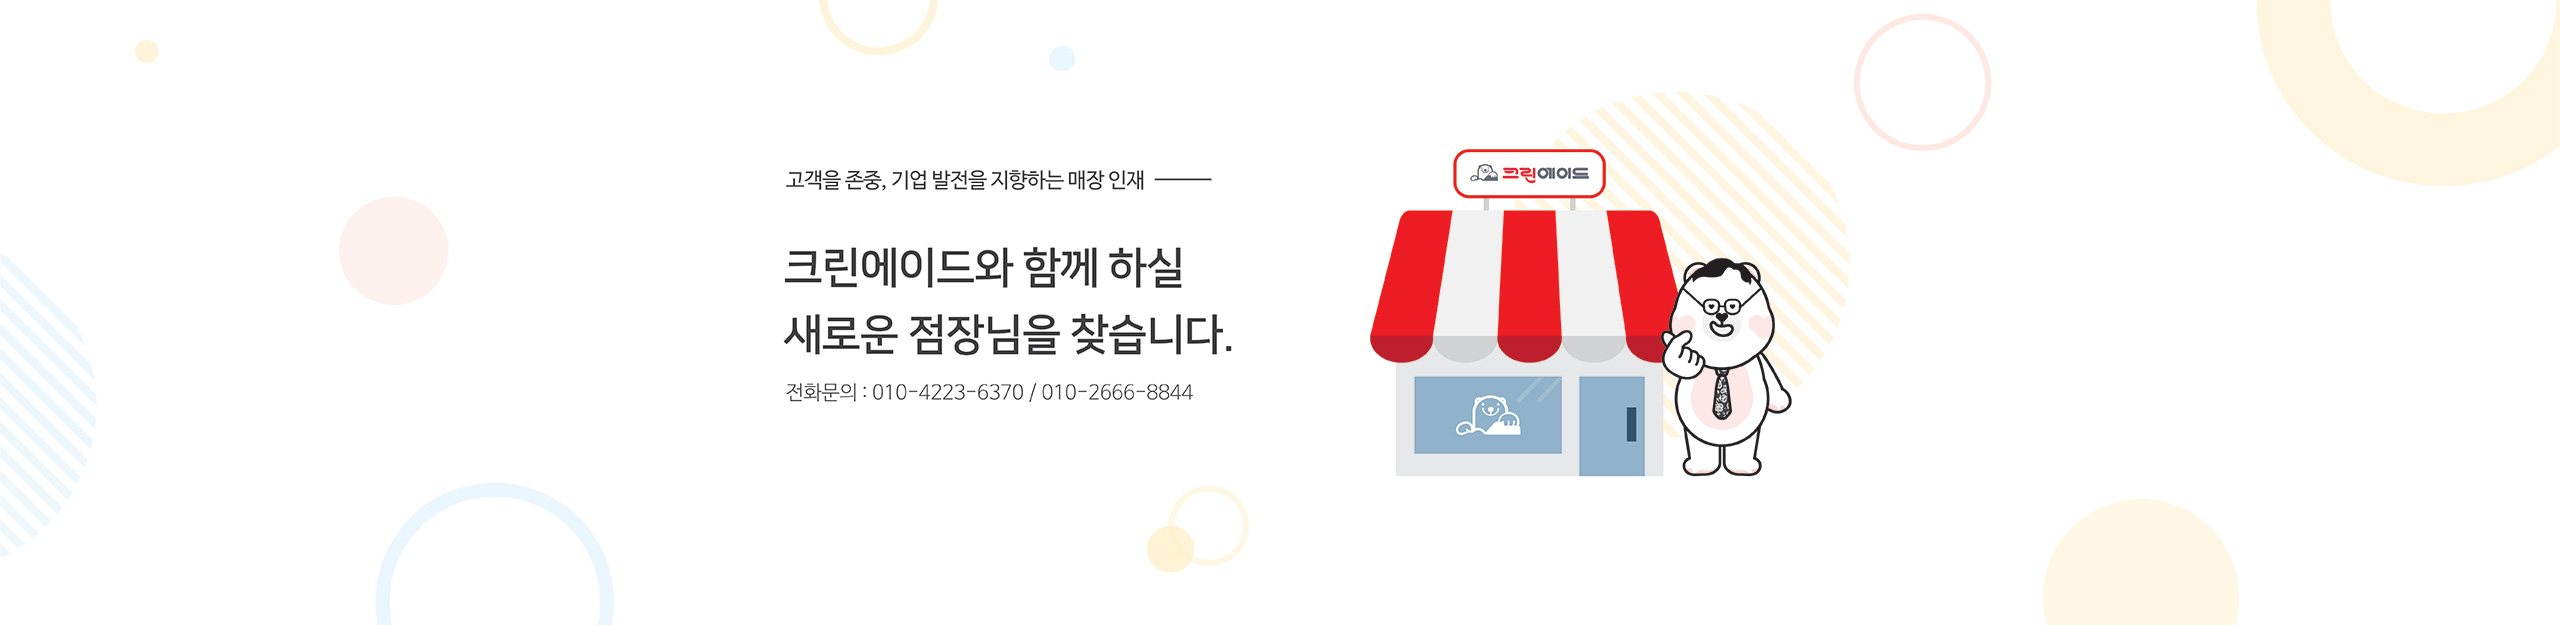 고객을 존중, 기업 발전을 지향하는 매장 인재
크린에이드와 함께 하실
새로운 점장님을 찾습니다.
전화문의 : 010-4223-6370 / 010-2666-8844
크린에이드